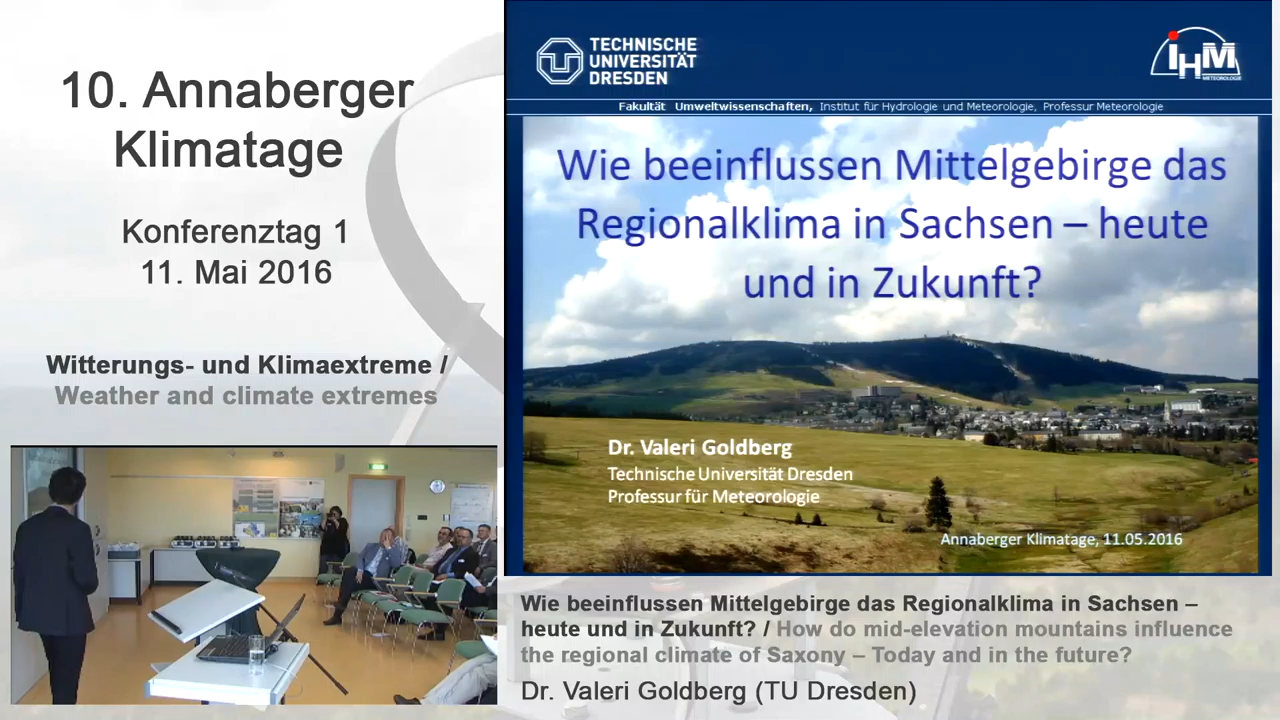 10. Annaberger
Klimatage
Konferenztag 1
11. Mai 2016
Witterungs- und Klimaextreme /
Weather and climate extremes
TECHNISCHE
UNIVERSITÄT
DRESDEN
IHM
METEOROLOGIE
Fakultät Umweltwissenschaften, Institut für Hydrologie und Meteorologie, Professur Meteorologie
Wie beeinflussen Mittelgebirge das
Regionalklima in Sachsen – heute
und in Zukunft?
Dr. Valeri Goldberg
Technische Universität Dresden
Professur für Meteorologie
Annaberger Klimatage, 11.05.2016
Wie beeinflussen Mittelgebirge das Regionalklima in Sachsen –
heute und in Zukunft? / How do mid-elevation mountains influence
the regional climate of Saxony – Today and in the future?
Dr. Valeri Goldberg (TU Dresden)